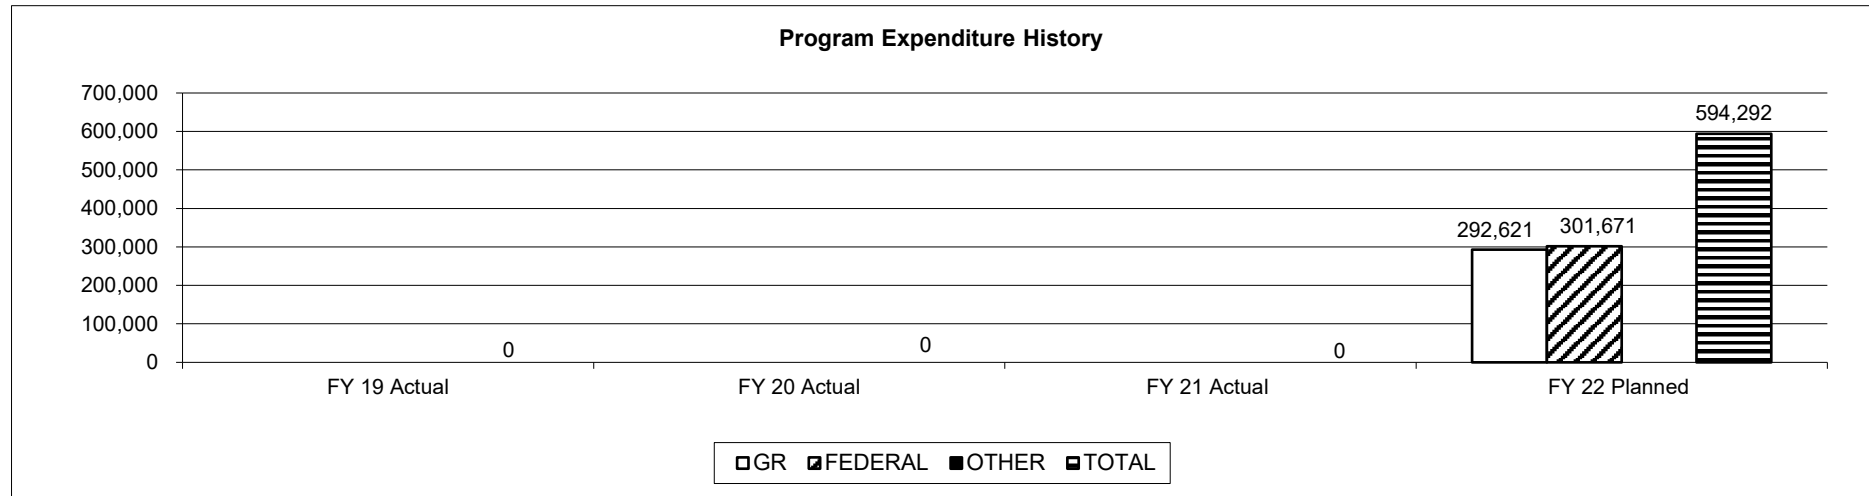 Program Expenditure History
700,000
600,000
500,000
400,000
300,000
200,000
100,000
0
594,292
292,621
301,671
0
0
0
FY 19 Actual
FY 20 Actual
FY 21 Actual
FY 22 Planned
GR FEDERAL OTHER TOTAL